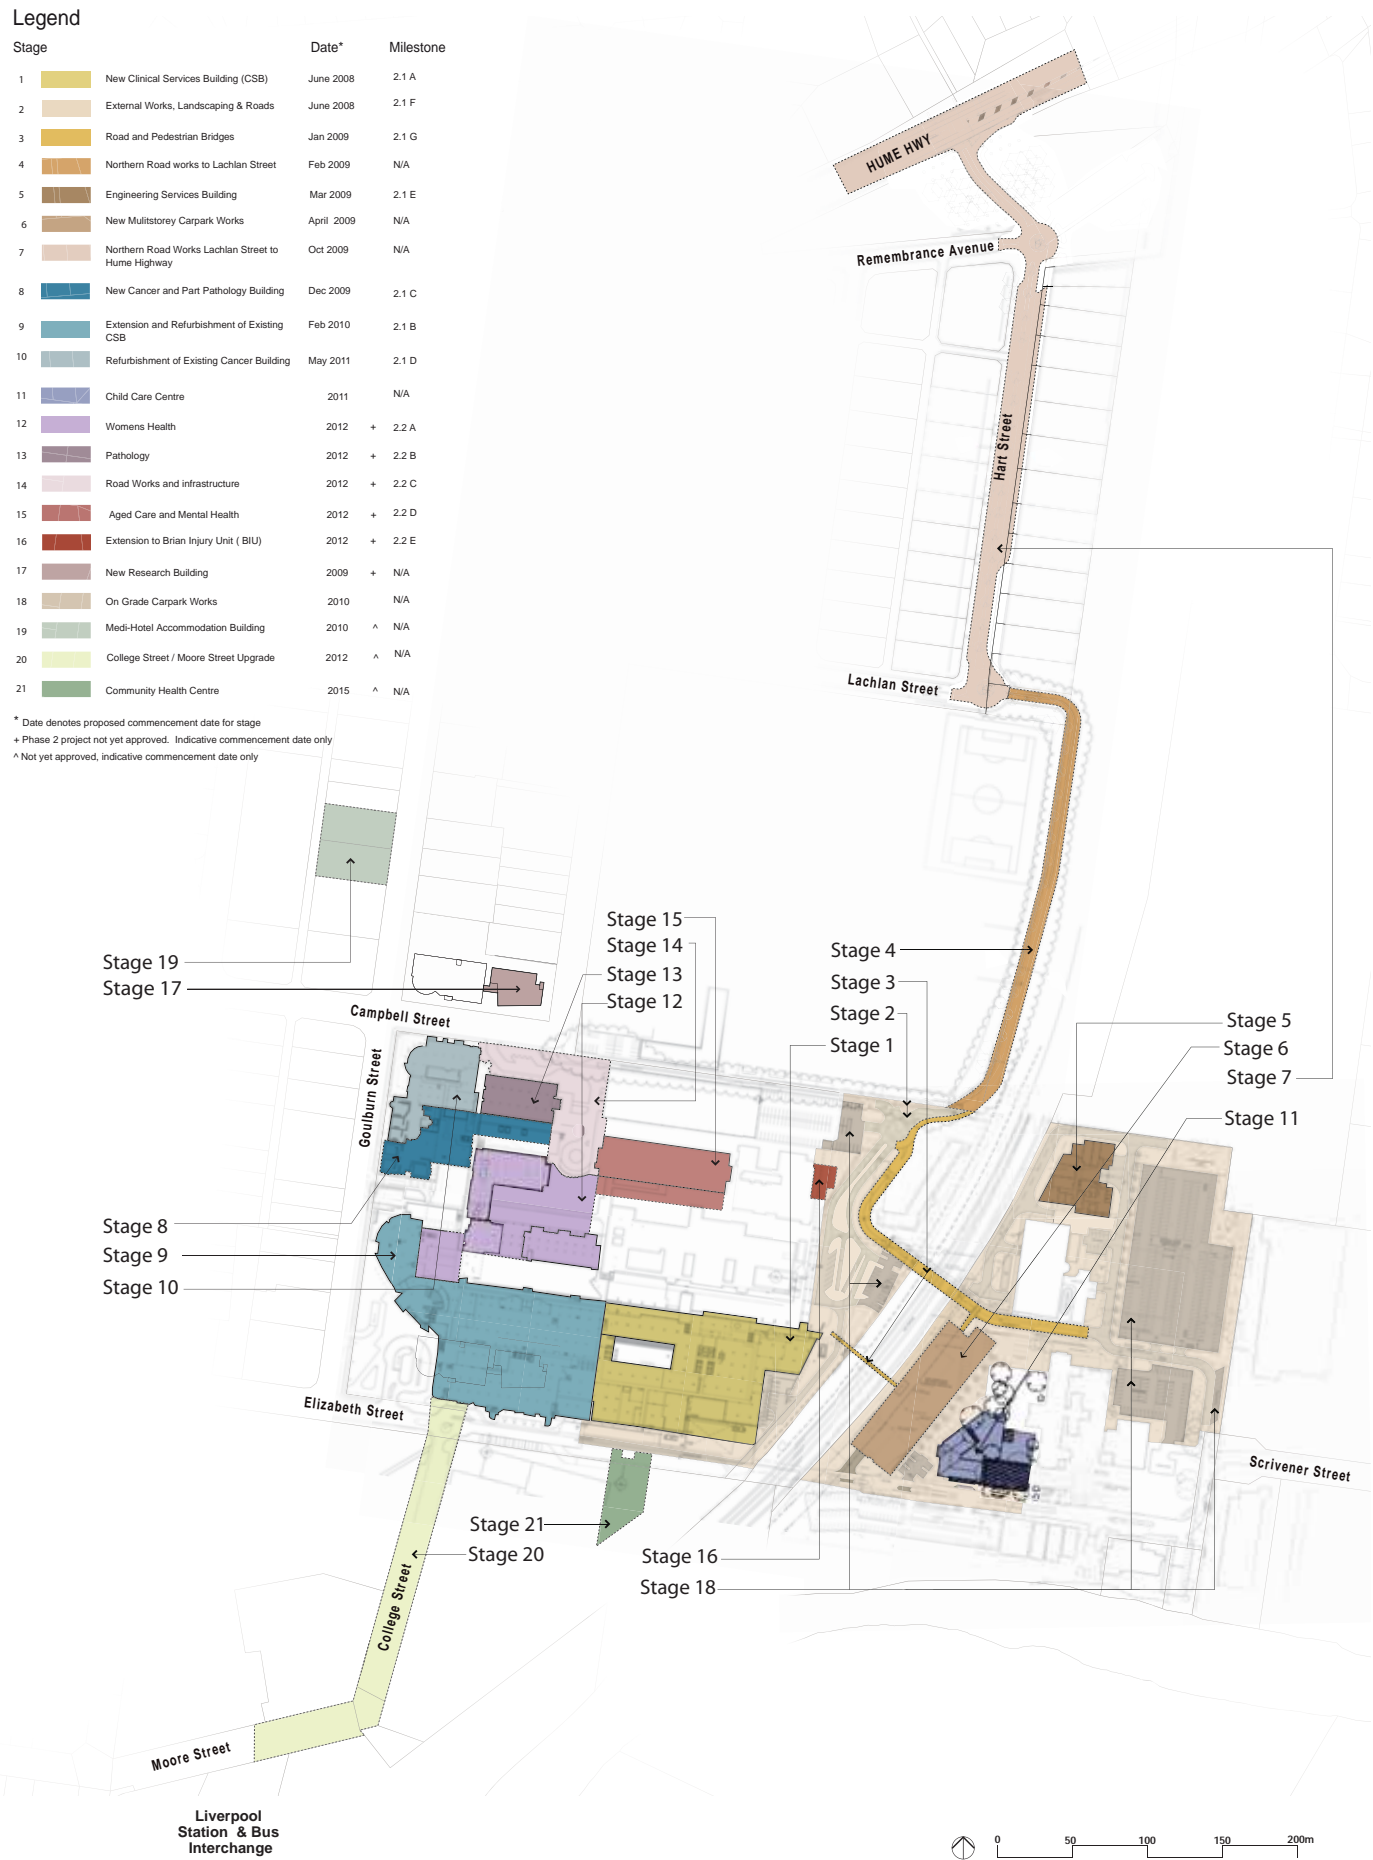 Legend
Stage Date* Milestone
1 New Clinical Services Building (CSB) June 2008 2.1 A
2 External Works, Landscaping & Roads June 2008 2.1 F
3 Road and Pedestrian Bridges Jan 2009 2.1 G
4 Northern Road works to Lachlan Street Feb 2009 N/A
5 Engineering Services Building Mar 2009 2.1 E
6 New Mulitstorey Carpark Works April 2009 N/A
7 Northern Road Works Lachlan Street to Oct 2009 N/A
Hume Highway
8 New Cancer and Part Pathology Building Dec 2009 2.1 C
9 Extension and Refurbishment of Existing Feb 2010 2.1 B
CSB
10 Refurbishment of Existing Cancer Building May 2011 2.1 D
11 Child Care Centre 2011 N/A
12 Womens Health 2012 + 2.2 A
13 Pathology 2012 + 2.2 B
14 Road Works and infrastructure 2012 + 2.2 C
15 Aged Care and Mental Health 2012 + 2.2 D
16 Extension to Brian Injury Unit ( BIU) 2012 + 2.2 E
17 New Research Building 2009 + N/A
18 On Grade Carpark Works 2010 N/A
19 Medi-Hotel Accommodation Building 2010 ^ N/A
20 College Street / Moore Street Upgrade 2012 ^ N/A
21 Community Health Centre 2015 ^ N/A
* Date denotes proposed commencement date for stage
+ Phase 2 project not yet approved. Indicative commencement date only
^ Not yet approved, indicative commencement date only
HUME HWY
Remembrance Avenue
Hart Street
Lachlan Street
Stage 15
Stage 14
Stage 13
Stage 12
Stage 4
Stage 3
Stage 2
Stage 1
Stage 19
Stage 17
Campbell Street
Goulburn Street
Stage 5
Stage 6
Stage 7
Stage 11
Stage 8
Stage 9
Stage 10
Elizabeth Street
Scrivener Street
Stage 21
Stage 20
Stage 16
Stage 18
College Street
Moore Street
Liverpool
Station & Bus
Interchange
0 50 100 150 200m